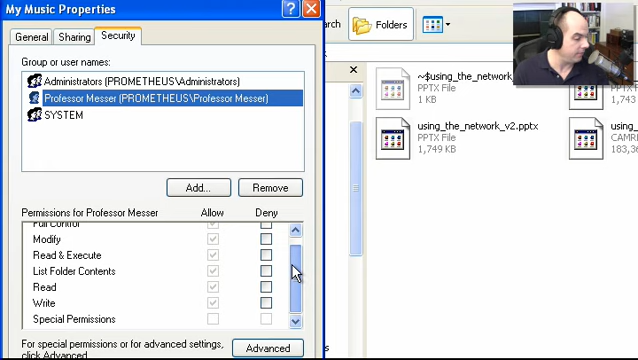 My Music Properties
?
X
General
Sharing
Security
Group or user names:
Administrators (PROMETHEUS\Administrators)
Professor Messer (PROMETHEUS\Professor Messer)
SYSTEM
Add...
Remove
Permissions for Professor Messer
Allow
Deny
Full Control
Modify
Read & Execute
List Folder Contents
Read
Write
Special Permissions
For special permissions or for advanced settings,
click Advanced.
Advanced
arch
Folders
~$using_the_network_
PPTX File
1 KB
1,743
using_the_network_v2.pptx
PPTX File
1,749 KB
using_the_
CAMR
183,36